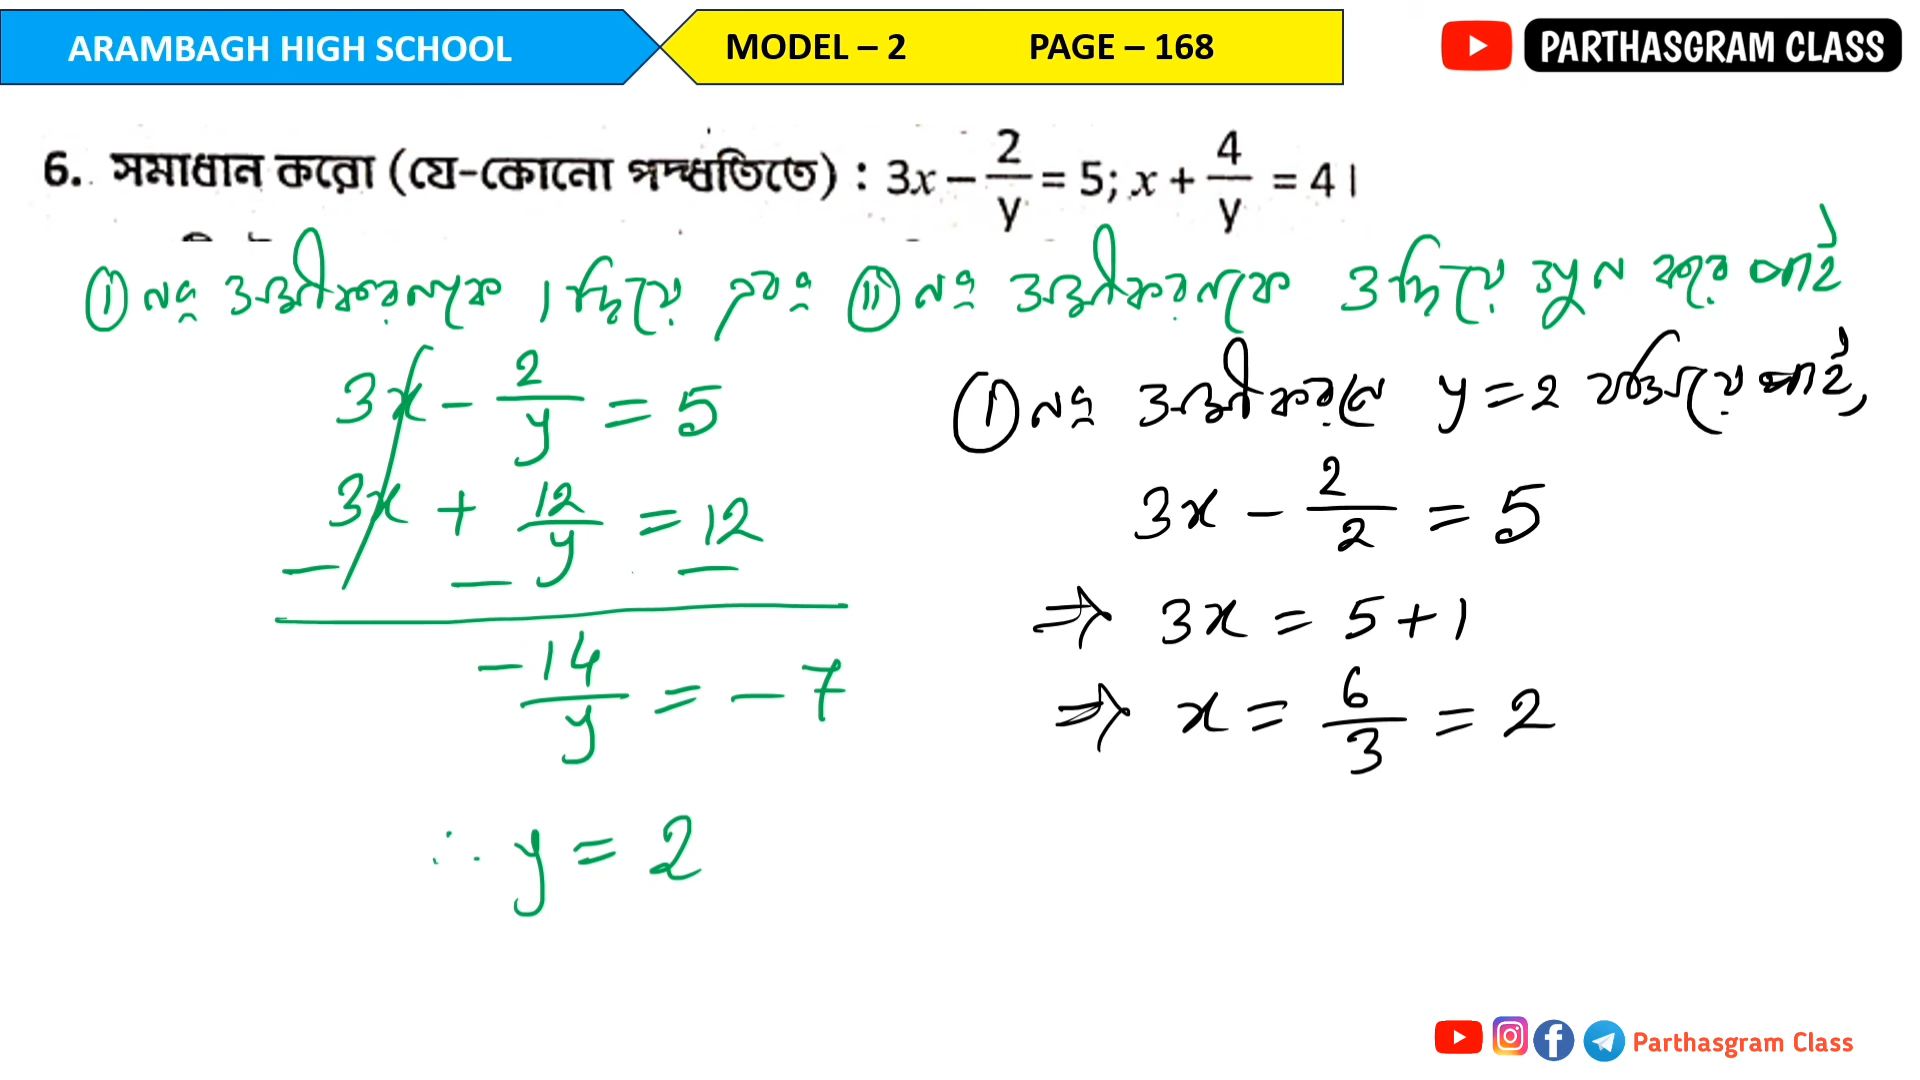 ARAMBAGH HIGH SCHOOL
MODEL – 2 PAGE – 168
PARTHASGRAM CLASS
6. সমাধান করো (যে-কোনো পদ্ধতিতে) : 3x – 2/y = 5; x + 4/y = 4।
(i) নং সমীকরণকে 1 দিয়ে এবং (ii) নং সমীকরণকে 3 দিয়ে গুন করে পাই
3x - 2/y = 5
3x + 12/y = 12
- - -
-14/y = -7
∴ y = 2
(i) নং সমীকরনে y = 2 বসিয়ে পাই,
3x - 2/2 = 5
⇒ 3x = 5 + 1
⇒ x = 6/3 = 2
Parthasgram Class